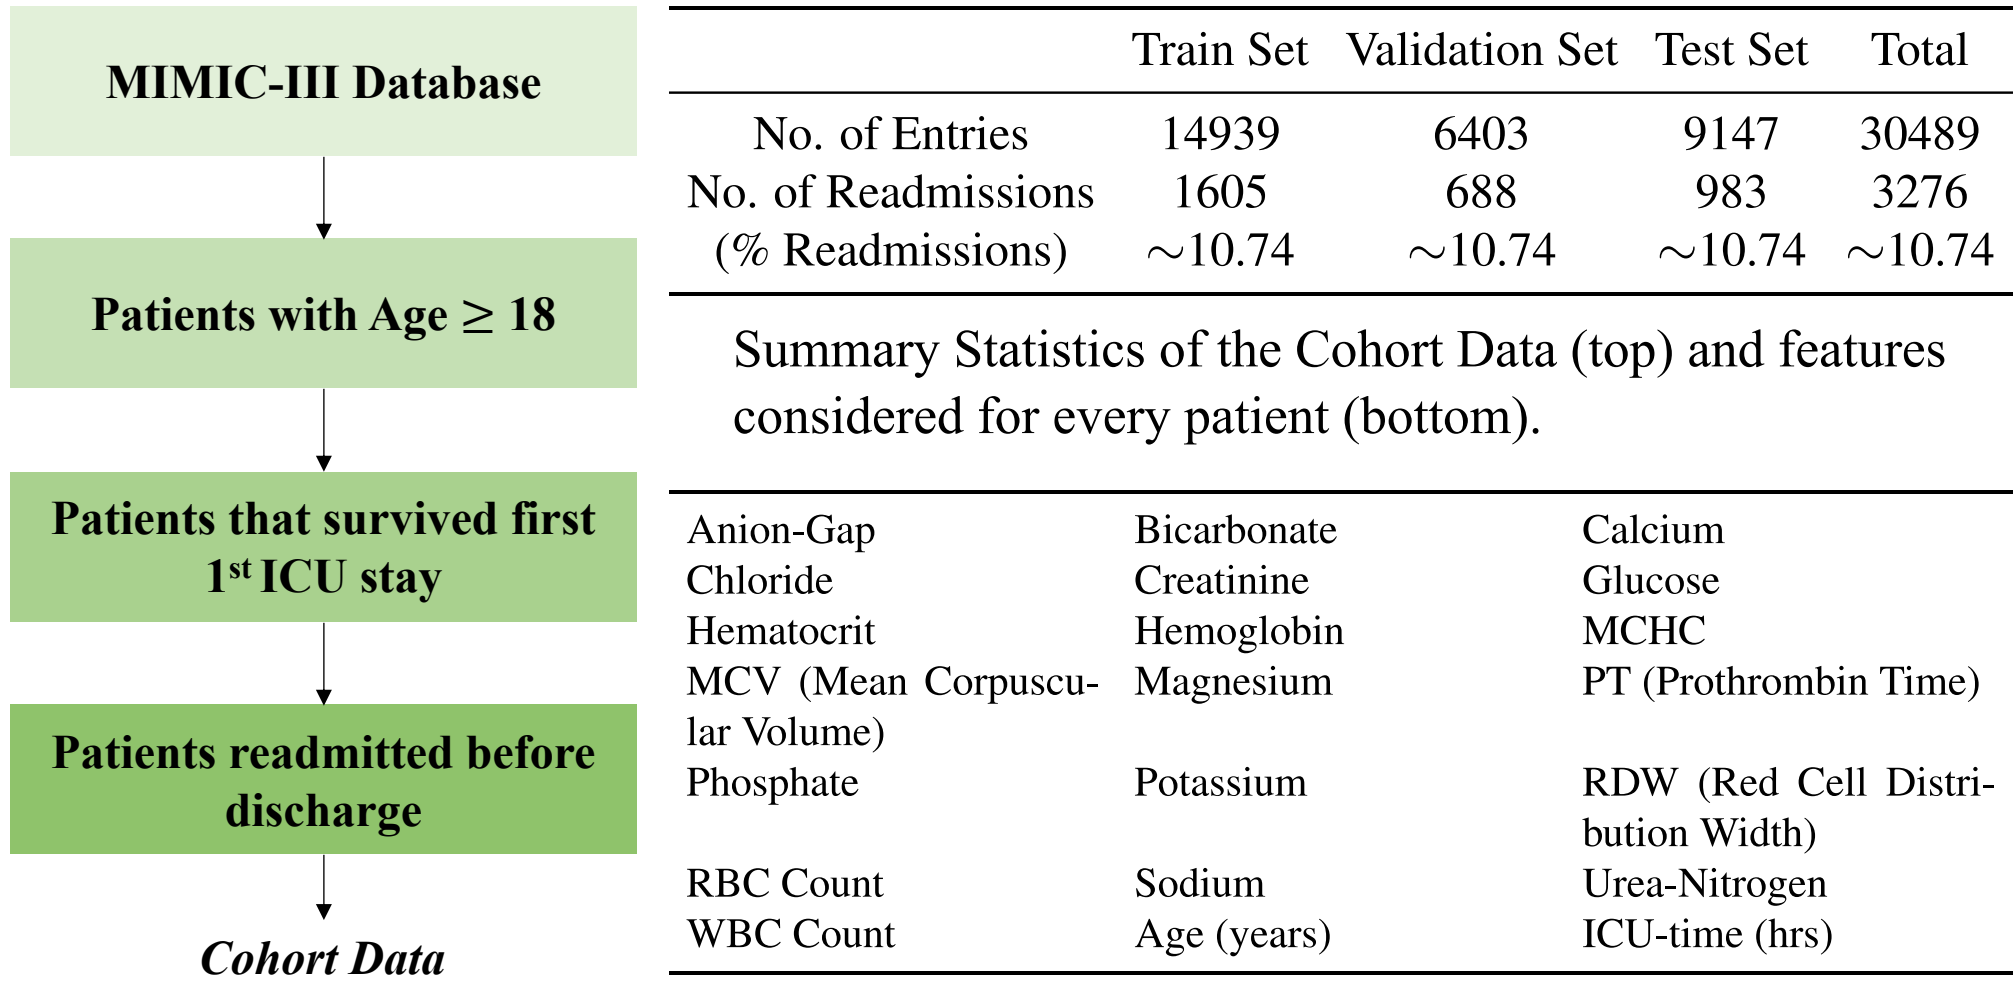 MIMIC-III Database
Patients with Age ≥ 18
Patients that survived first
1st ICU stay
Patients readmitted before
discharge
Cohort Data
Train Set Validation Set Test Set Total
No. of Entries 14939 6403 9147 30489
No. of Readmissions 1605 688 983 3276
(% Readmissions) ~10.74 ~10.74 ~10.74 ~10.74
Summary Statistics of the Cohort Data (top) and features
considered for every patient (bottom).
Anion-Gap Bicarbonate Calcium
Chloride Creatinine Glucose
Hematocrit Hemoglobin MCHC
MCV (Mean Corpuscu- Magnesium PT (Prothrombin Time)
lar Volume)
Phosphate Potassium RDW (Red Cell Distri-
bution Width)
RBC Count Sodium Urea-Nitrogen
WBC Count Age (years) ICU-time (hrs)